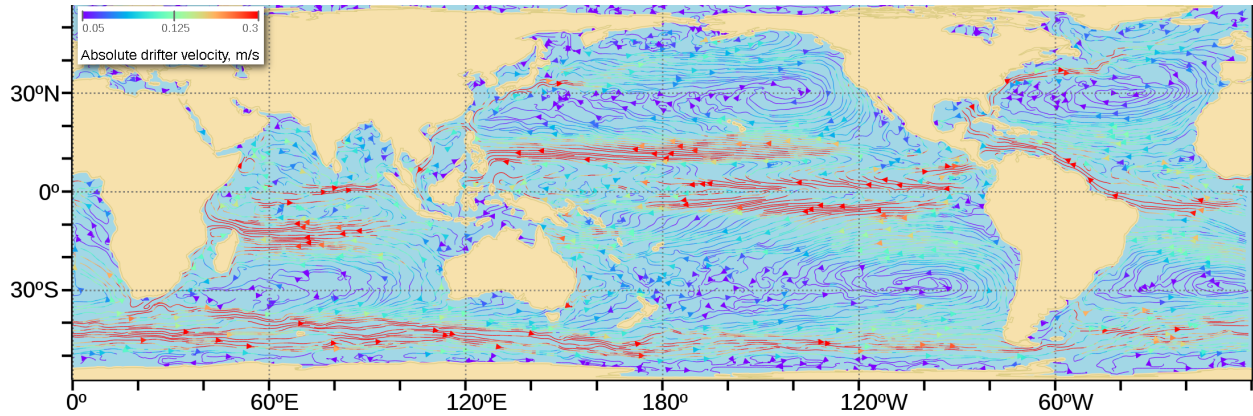 0.05 0.125 0.3
Absolute drifter velocity, m/s
30ºN
0º
30ºS
0º 60ºE 120ºE 180º 120ºW 60ºW